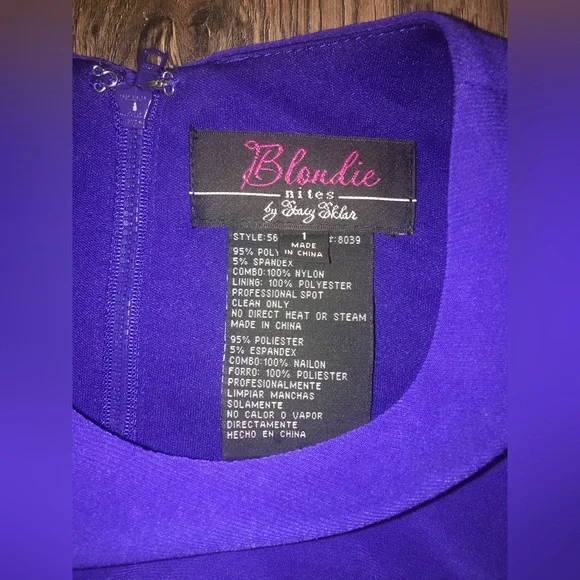 Blondie
nites
by Stacy Sklar
STYLE:56 1 :8039
MADE
95% POLY IN CHINA
5% SPANDEX
COMBO:100% NYLON
LINING: 100% POLYESTER
PROFESSIONAL SPOT
CLEAN ONLY
NO DIRECT HEAT OR STEAM
MADE IN CHINA
95% POLIESTER
5% ESPANDEX
COMBO:100% NAILON
FORRO: 100% POLIESTER
PROFESIONALMENTE
LIMPIAR MANCHAS
SOLAMENTE
NO CALOR O VAPOR
DIRECTAMENTE
HECHO EN CHINA